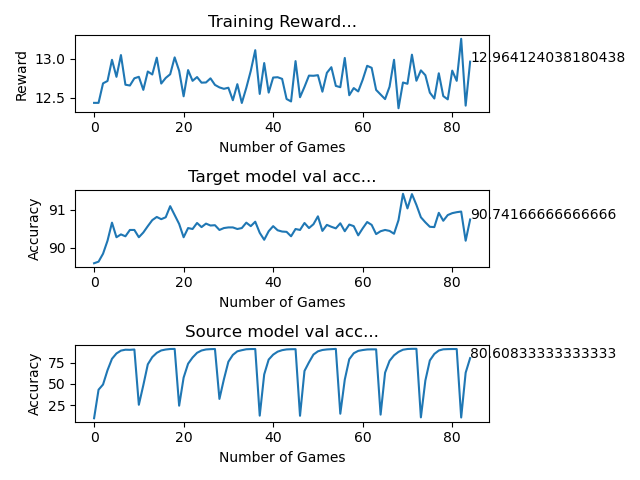 Training Reward...
13.0
12.5
Reward
12.964124038180438
0 20 40 60 80
Number of Games
Target model val acc...
91
90
Accuracy
90.74166666666666
0 20 40 60 80
Number of Games
Source model val acc...
75
50
25
Accuracy
80.60833333333333
0 20 40 60 80
Number of Games